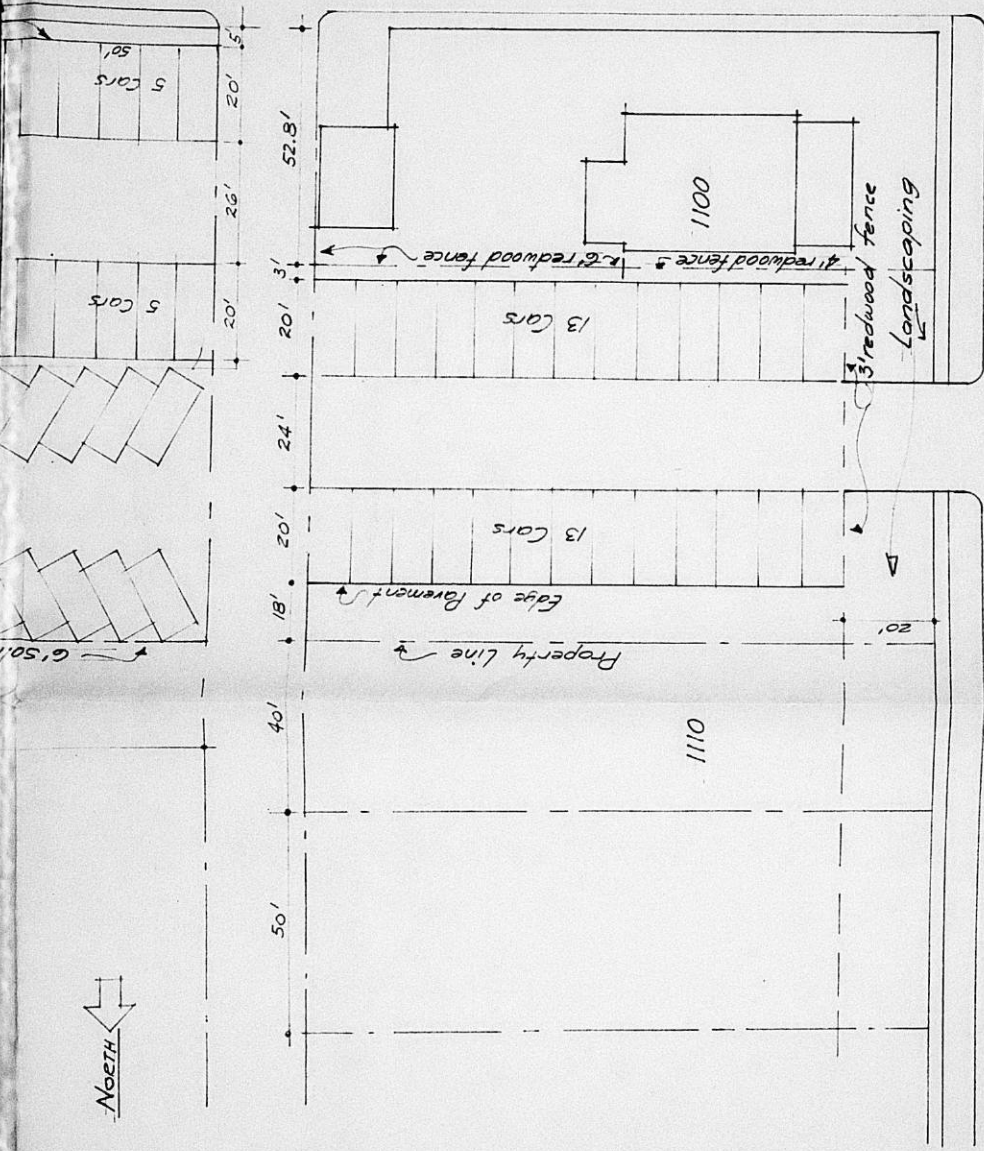 5'
50'
5 Cars
20'
26'
5 Cars
20'
52.8'
1100
6' redwood fence
4' redwood fence
3'
20'
13 Cars
3' redwood fence
Landscaping
24'
20'
13 Cars
18'
Edge of Pavement
20'
Property Line
40'
1110
50'
NORTH